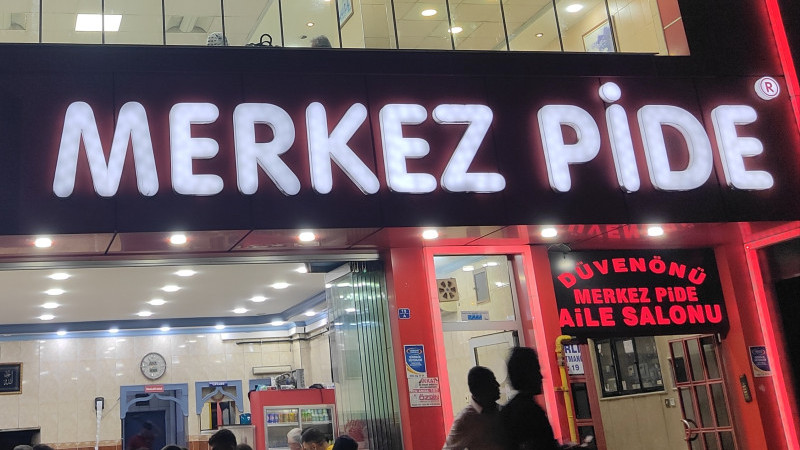 MERKEZ PİDE ®
DÜVENÖNÜ
MERKEZ PİDE
AİLE SALONU